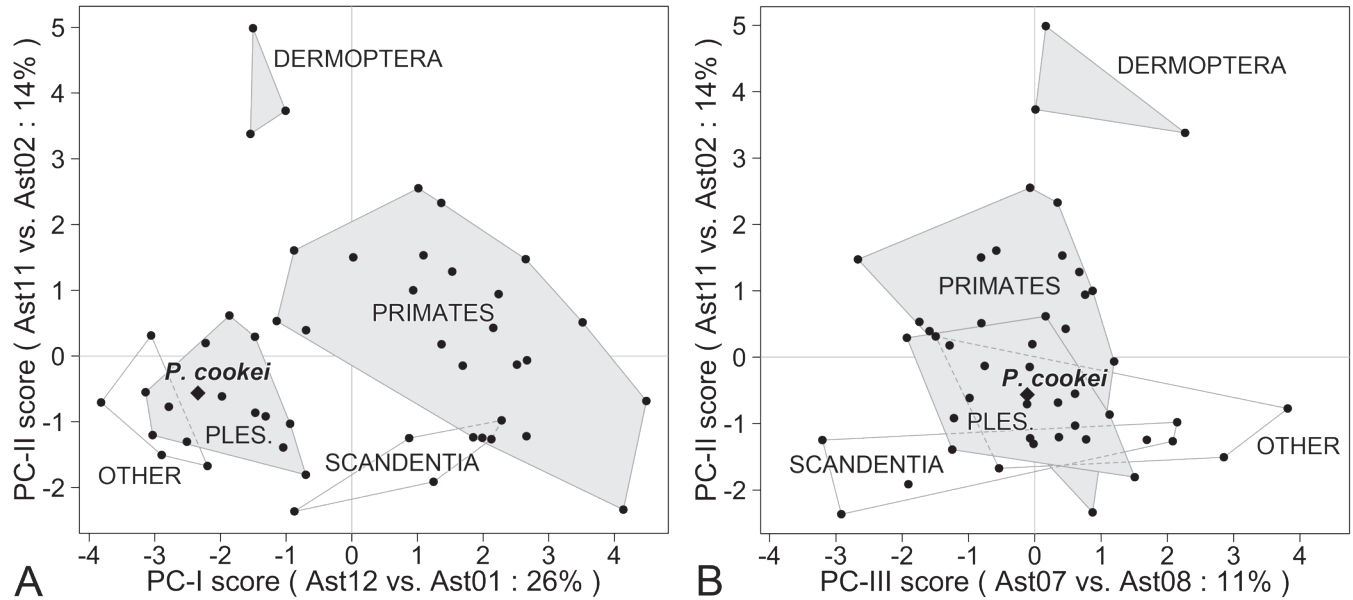 DERMOPTERA
PRIMATES
P. cookei
PLES.
OTHER
SCANDENTIA
5
4
3
2
1
0
-1
-2
PC-II score ( Ast11 vs. Ast02 : 14% )
-4 -3 -2 -1 0 1 2 3 4
PC-I score ( Ast12 vs. Ast01 : 26% )
A
DERMOPTERA
PRIMATES
P. cookei
PLES.
OTHER
SCANDENTIA
5
4
3
2
1
0
-1
-2
PC-II score ( Ast11 vs. Ast02 : 14% )
-4 -3 -2 -1 0 1 2 3 4
PC-III score ( Ast07 vs. Ast08 : 11% )
B